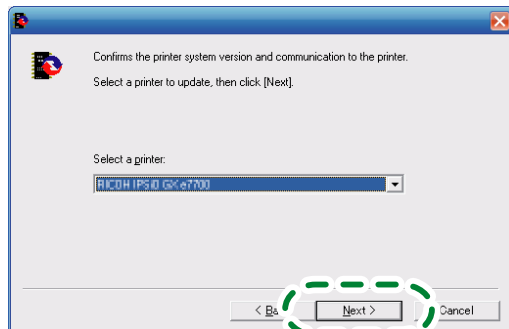 Confirms the printer system version and communication to the printer.
Select a printer to update, then click [Next].
Select a printer:
RICOH IPSiO GX e7700
< Ba
Next >
Cancel